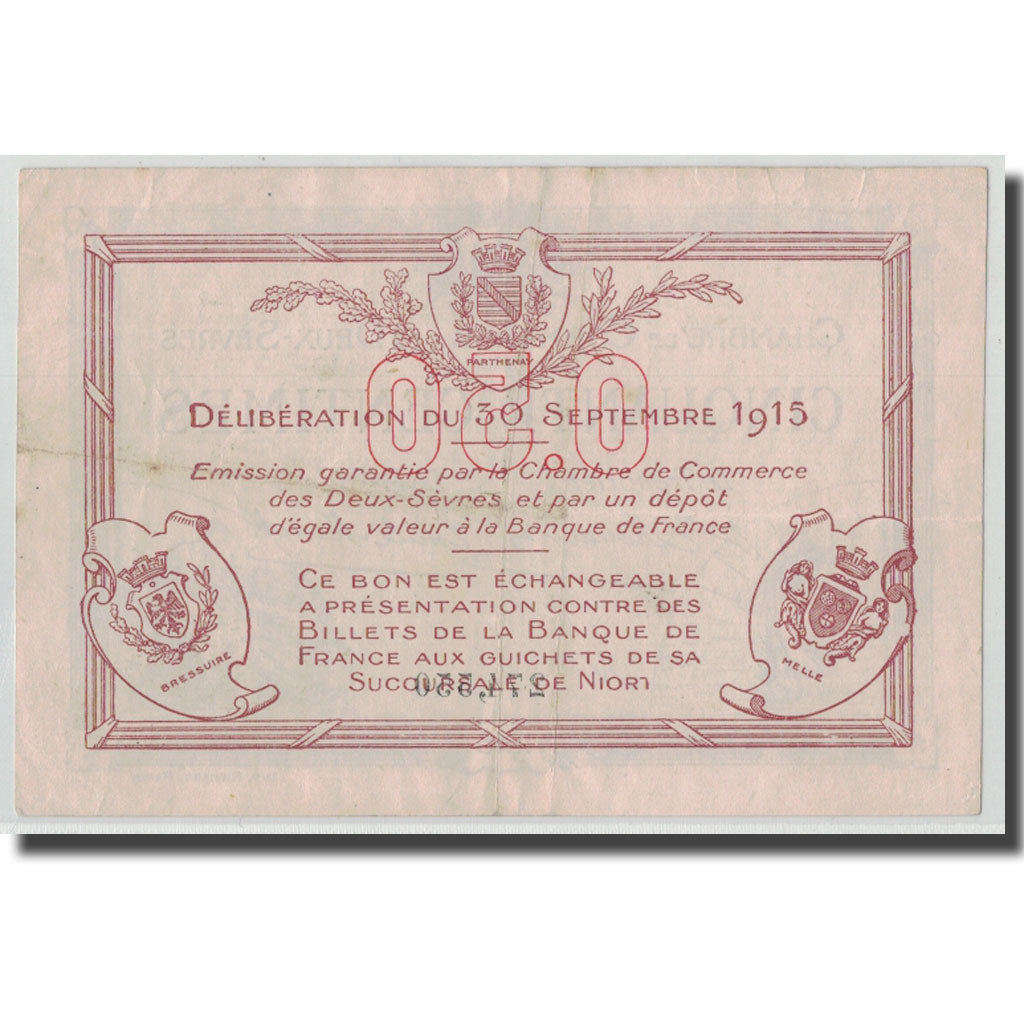 PARTHENAY
0.50
DÉLIBÉRATION DU 30 SEPTEMBRE 1915
Emission garantie par la Chambre de Commerce
des Deux-Sèvres et par un dépôt
d'égale valeur à la Banque de France
CE BON EST ÉCHANGEABLE
A PRÉSENTATION CONTRE DES
BILLETS DE LA BANQUE DE
FRANCE AUX GUICHETS DE SA
SUCCURSALE DE NIORT
BRESSUIRE
MELLE